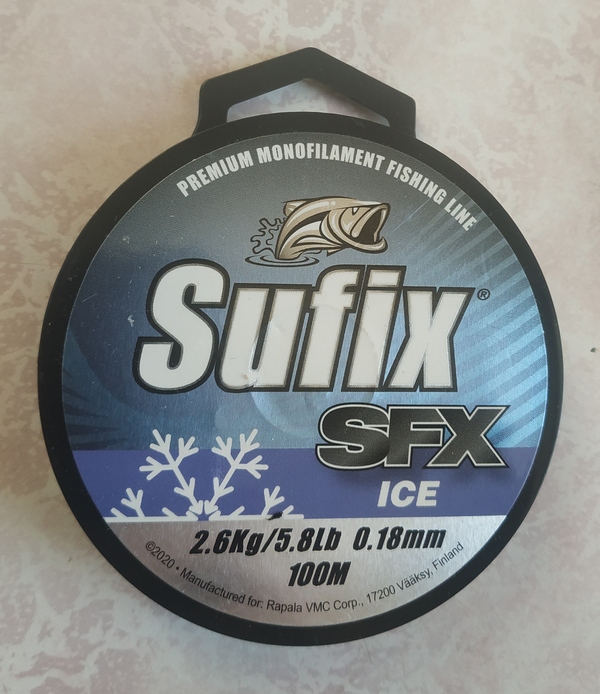 PREMIUM MONOFILAMENT FISHING LINE
Sufix®
SFX
ICE
2.6Kg/5.8Lb 0.18mm
100M
©2020 • Manufactured for: Rapala VMC Corp., 17200 Vääksy, Finland